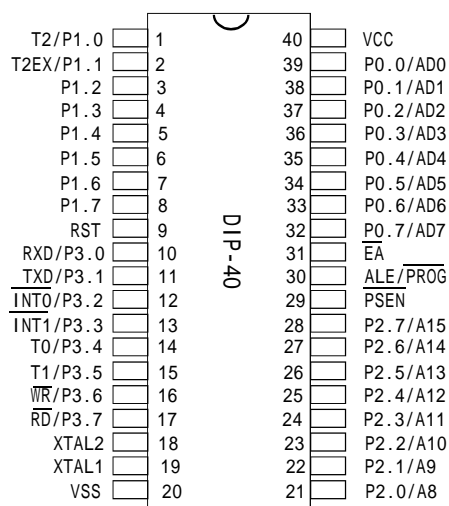 T2/P1.0 1 40 VCC
T2EX/P1.1 2 39 P0.0/AD0
P1.2 3 38 P0.1/AD1
P1.3 4 37 P0.2/AD2
P1.4 5 36 P0.3/AD3
P1.5 6 35 P0.4/AD4
P1.6 7 34 P0.5/AD5
P1.7 8 33 P0.6/AD6
RST 9 32 P0.7/AD7
RXD/P3.0 10 31 E̅A̅
TXD/P3.1 11 30 ALE/P̅R̅O̅G̅
I̅N̅T̅0̅/P3.2 12 29 P̅S̅E̅N̅
I̅N̅T̅1̅/P3.3 13 28 P2.7/A15
T0/P3.4 14 27 P2.6/A14
T1/P3.5 15 26 P2.5/A13
W̅R̅/P3.6 16 25 P2.4/A12
R̅D̅/P3.7 17 24 P2.3/A11
XTAL2 18 23 P2.2/A10
XTAL1 19 22 P2.1/A9
VSS 20 21 P2.0/A8
DIP-40